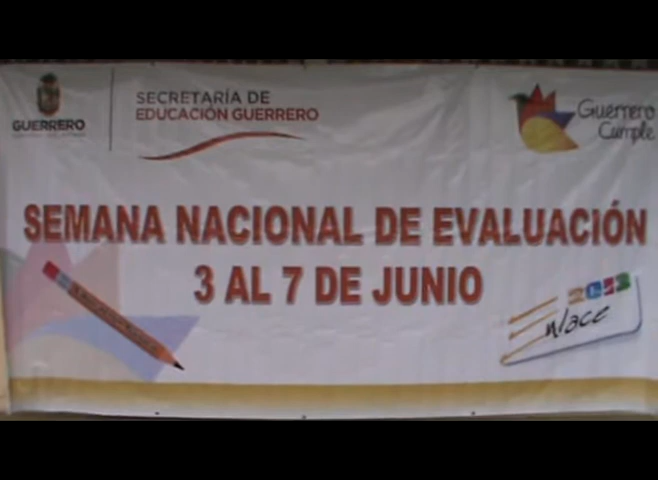 GUERRERO
SECRETARÍA DE
EDUCACIÓN GUERRERO
Guerrero
Cumple
SEMANA NACIONAL DE EVALUACIÓN
3 AL 7 DE JUNIO
2013
Enlace